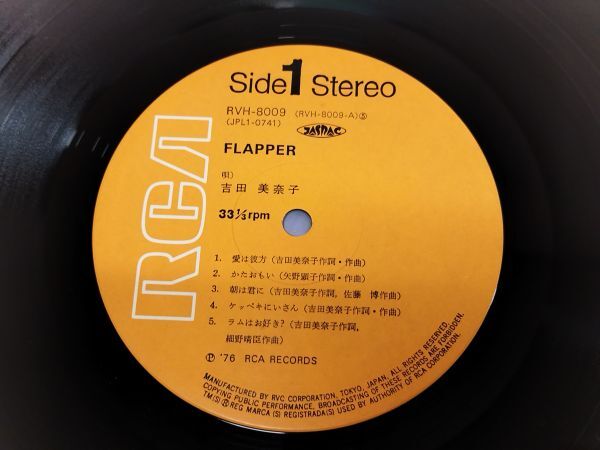 Side 1 Stereo
RVH-8009 (RVH-8009-A)⑤
(JPL1-0741) JASRAC
FLAPPER
(唄)
吉田 美奈子
33⅓ rpm
1. 愛は彼方(吉田美奈子作詞・作曲)
2. かたおもい(矢野顕子作詞・作曲)
3. 朝は君に(吉田美奈子作詞, 佐藤 博作曲)
4. ケッペキにいさん(吉田美奈子作詞・作曲)
5. ラムはお好き?(吉田美奈子作詞,
細野晴臣作曲)
Ⓟ '76 RCA RECORDS
MANUFACTURED BY RVC CORPORATION, TOKYO, JAPAN. ALL RIGHTS RESERVED.
COPYING PUBLIC PERFORMANCE, BROADCASTING OF THESE RECORDS ARE FORBIDDEN.
TM(S) ® REG MARCA (S) REGISTRADA(S) USED BY AUTHORITY OF RCA CORPORATION.
RCA